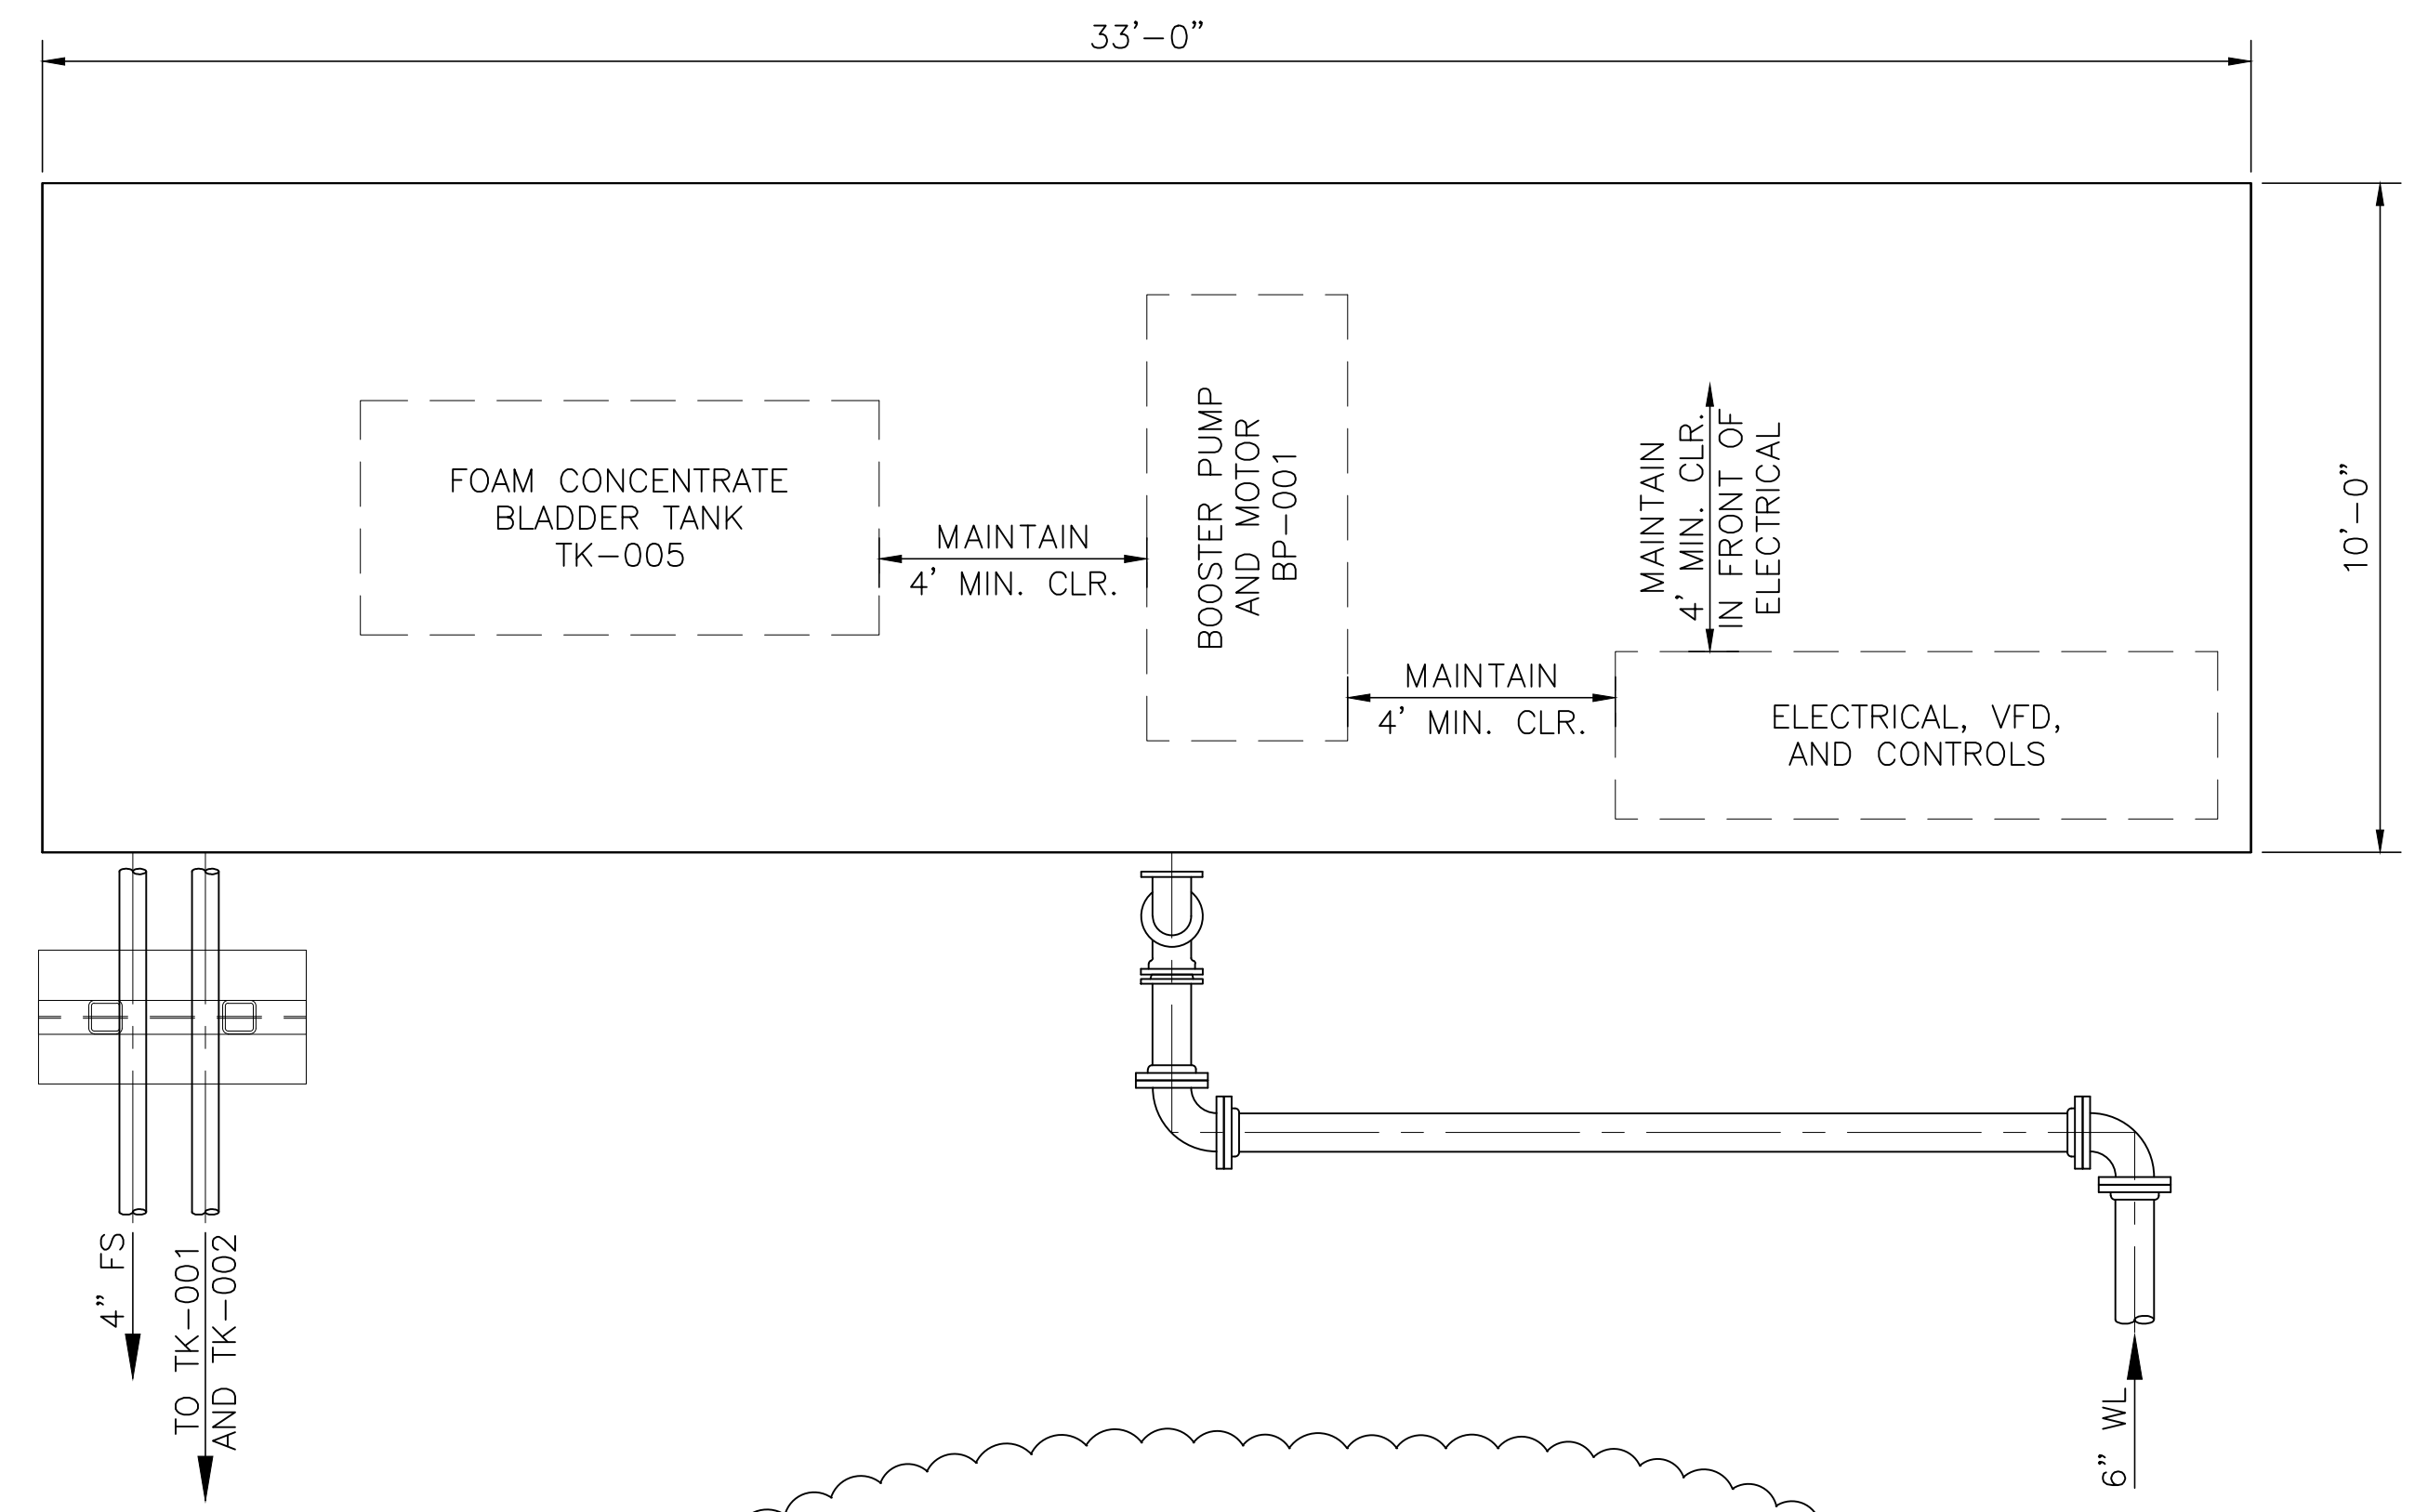 33’-0”
FOAM CONCENTRATE
BLADDER TANK
TK-005
MAINTAIN
4’ MIN. CLR.
BOOSTER PUMP
AND MOTOR
BP-001
MAINTAIN
4’ MIN. CLR.
IN FRONT OF
ELECTRICAL
10’-0”
MAINTAIN
4’ MIN. CLR.
ELECTRICAL, VFD,
AND CONTROLS
4” FS
TO TK-001
AND TK-002
6” WL